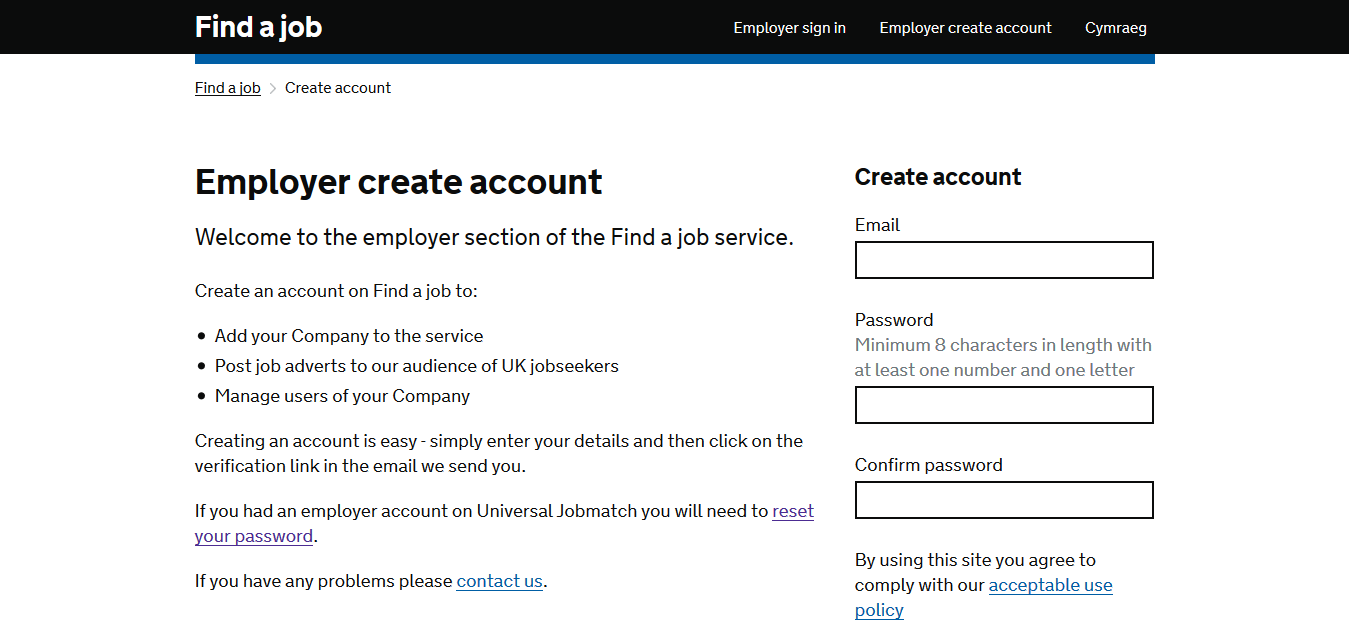 Find a job
Employer sign in
Employer create account
Cymraeg
Find a job
Create account
Employer create account
Welcome to the employer section of the Find a job service.
Create an account on Find a job to:
Add your Company to the service
Post job adverts to our audience of UK jobseekers
Manage users of your Company
Creating an account is easy - simply enter your details and then click on the
verification link in the email we send you.
If you had an employer account on Universal Jobmatch you will need to reset
your password.
If you have any problems please contact us.
Create account
Email
Password
Minimum 8 characters in length with
at least one number and one letter
Confirm password
By using this site you agree to
comply with our acceptable use
policy